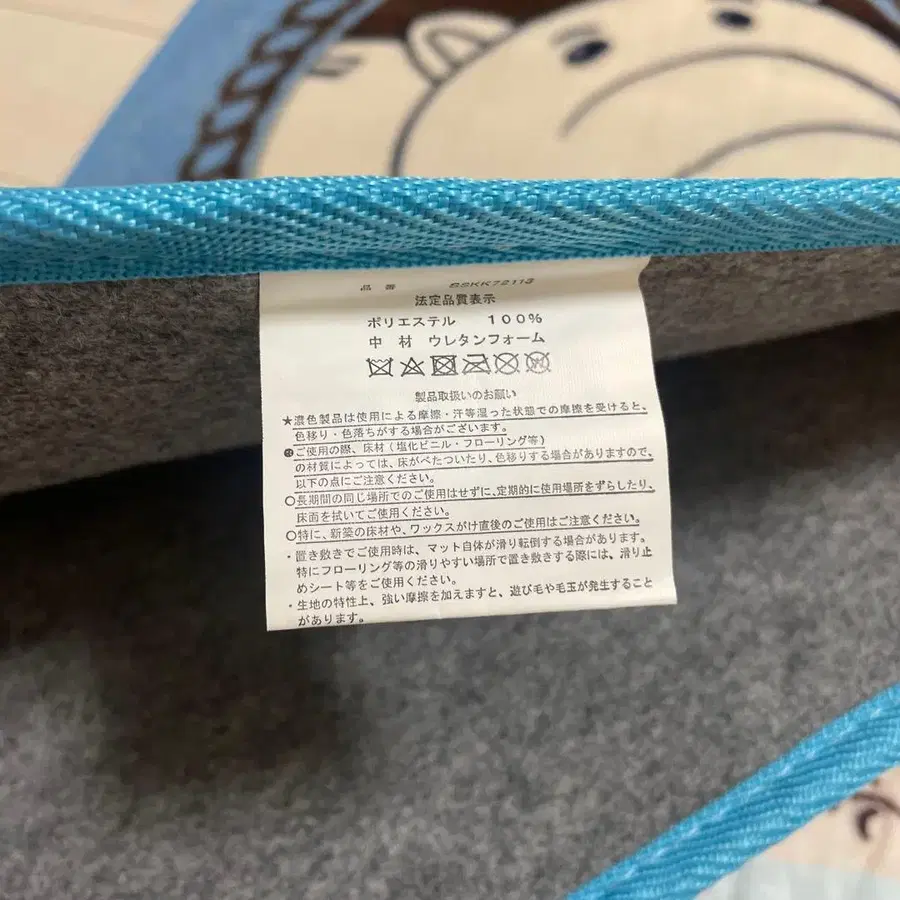 品番 SSKK72113
法定品質表示
ポリエステル 100%
中 材 ウレタンフォーム
製品取扱いのお願い
★濃色製品は使用による摩擦・汗等湿った状態での摩擦を受けると、
色移り・色落ちがする場合がございます。
ご使用の際、床材(塩化ビニル・フローリング等)
の材質によっては、床がべたついたり、色移りする場合がありますので、
以下の点にご注意ください。
○長期間の同じ場所でのご使用はせずに、定期的に使用場所をずらしたり、
床面を拭いてご使用ください。
○特に、新築の床材や、ワックスがけ直後のご使用はご注意ください。
・置き敷きでご使用時は、マット自体が滑り転倒する場合があります。
特にフローリング等の滑りやすい場所で置き敷きする際には、滑り止
めシート等をご使用ください。
・生地の特性上、強い摩擦を加えますと、遊び毛や毛玉が発生すること
があります。